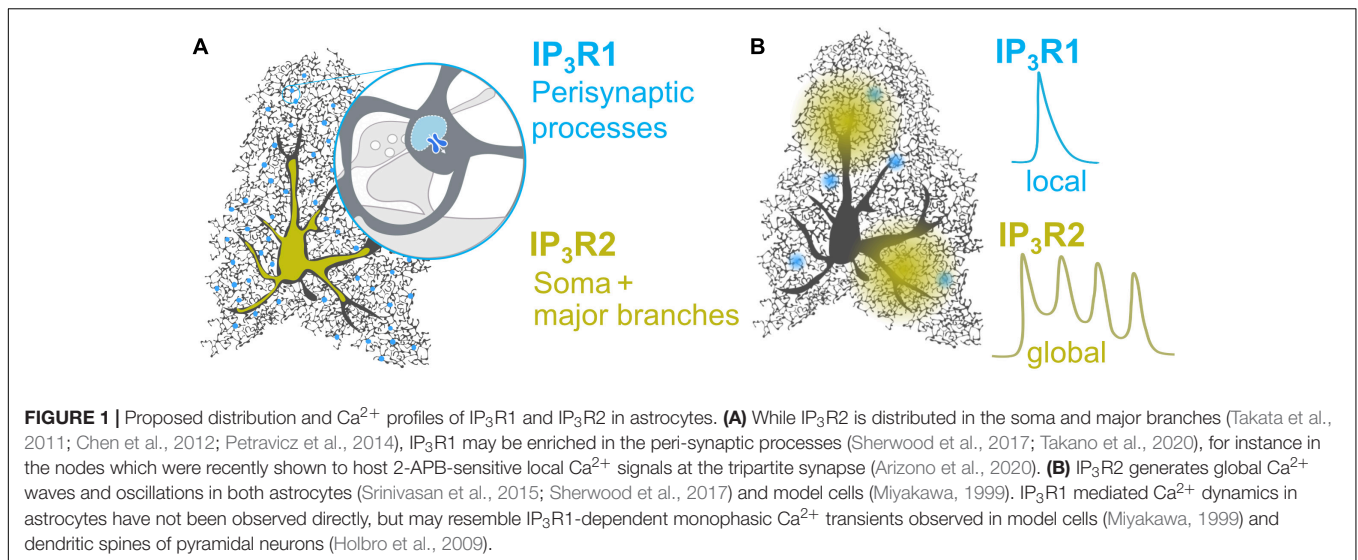 A
IP₃R1
Perisynaptic
processes
IP₃R2
Soma +
major branches
B
IP₃R1
local
IP₃R2
global
FIGURE 1 | Proposed distribution and Ca²⁺ profiles of IP₃R1 and IP₃R2 in astrocytes. (A) While IP₃R2 is distributed in the soma and major branches (Takata et al.,
2011; Chen et al., 2012; Petravicz et al., 2014), IP₃R1 may be enriched in the peri-synaptic processes (Sherwood et al., 2017; Takano et al., 2020), for instance in
the nodes which were recently shown to host 2-APB-sensitive local Ca²⁺ signals at the tripartite synapse (Arizono et al., 2020). (B) IP₃R2 generates global Ca²⁺
waves and oscillations in both astrocytes (Srinivasan et al., 2015; Sherwood et al., 2017) and model cells (Miyakawa, 1999). IP₃R1 mediated Ca²⁺ dynamics in
astrocytes have not been observed directly, but may resemble IP₃R1-dependent monophasic Ca²⁺ transients observed in model cells (Miyakawa, 1999) and
dendritic spines of pyramidal neurons (Holbro et al., 2009).